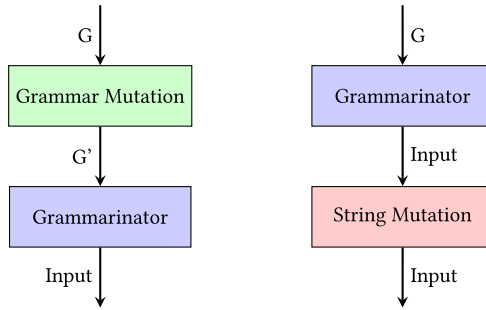 G
Grammar Mutation
G'
Grammarinator
Input
G
Grammarinator
Input
String Mutation
Input